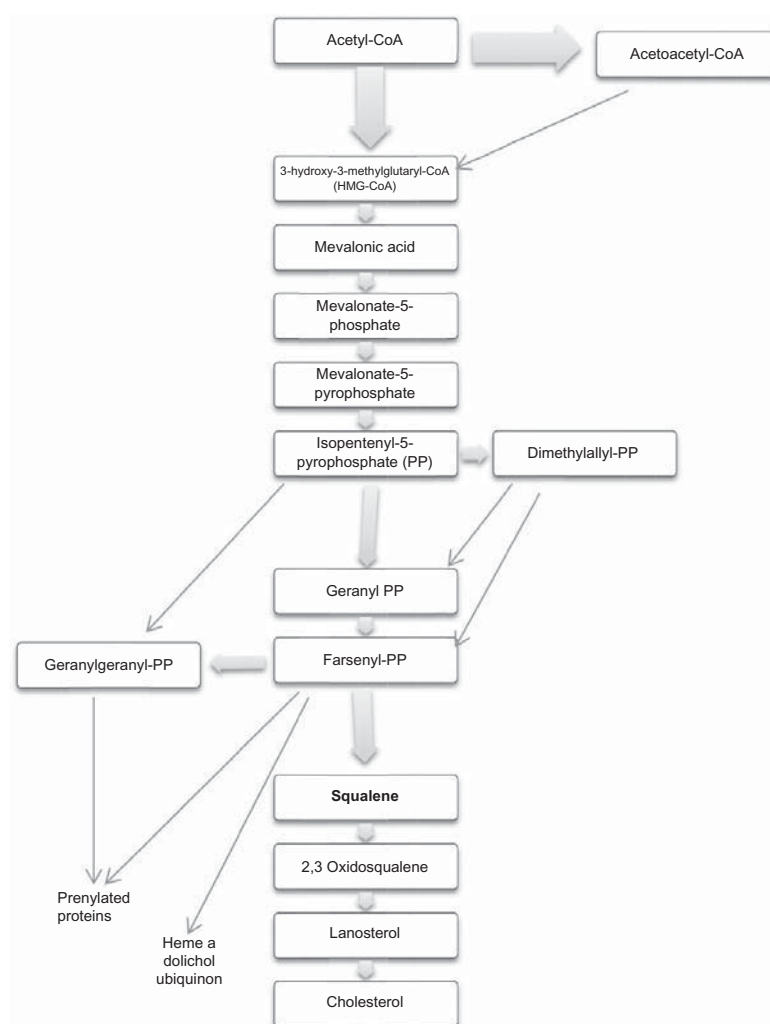 Acetyl-CoA
Acetoacetyl-CoA
3-hydroxy-3-methylglutaryl-CoA
(HMG-CoA)
Mevalonic acid
Mevalonate-5-
phosphate
Mevalonate-5-
pyrophosphate
Isopentenyl-5-
pyrophosphate (PP)
Dimethylallyl-PP
Geranyl PP
Geranylgeranyl-PP
Farsenyl-PP
Squalene
2,3 Oxidosqualene
Prenylated
proteins
Lanosterol
Heme a
dolichol
ubiquinon
Cholesterol